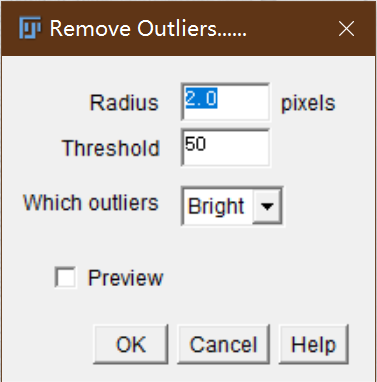 Remove Outliers......
Radius 2.0 pixels
Threshold 50
Which outliers Bright
Preview
OK Cancel Help